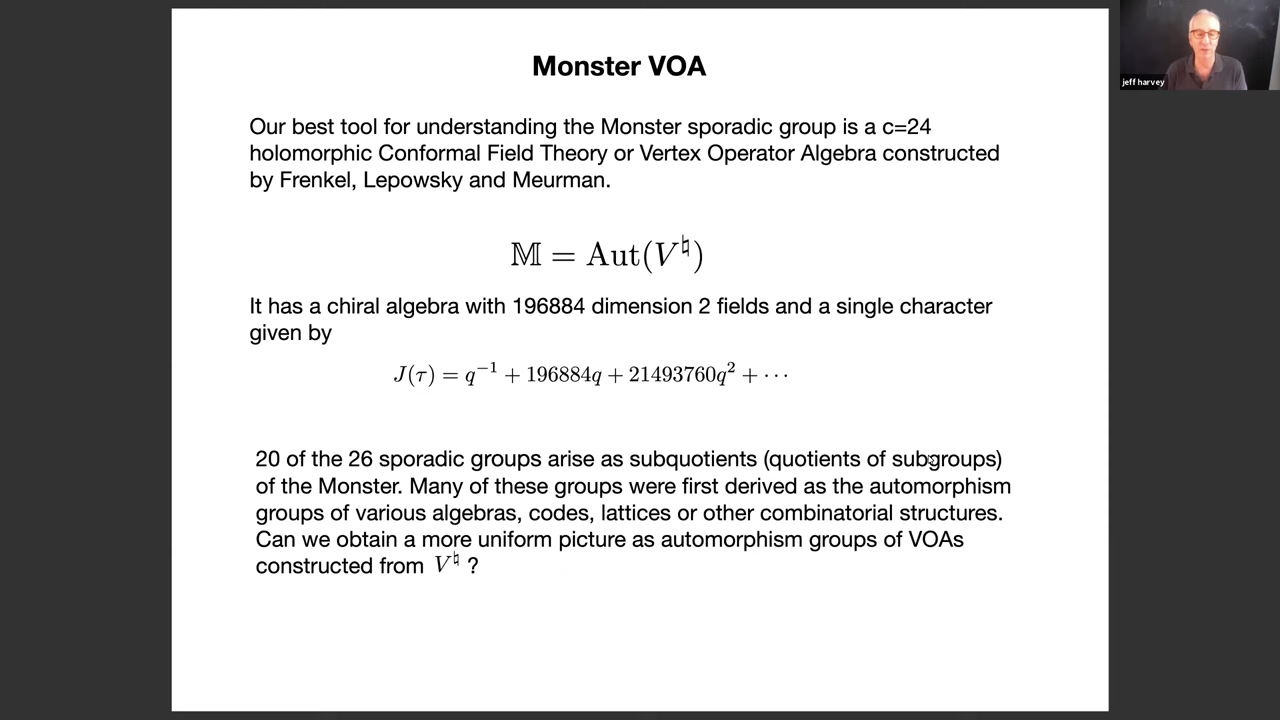 Monster VOA
jeff harvey
Our best tool for understanding the Monster sporadic group is a c=24
holomorphic Conformal Field Theory or Vertex Operator Algebra constructed
by Frenkel, Lepowsky and Meurman.
𝕄 = Aut(V^♮)
It has a chiral algebra with 196884 dimension 2 fields and a single character
given by
J(τ) = q^{−1} + 196884q + 21493760q^2 + ···
20 of the 26 sporadic groups arise as subquotients (quotients of subgroups)
of the Monster. Many of these groups were first derived as the automorphism
groups of various algebras, codes, lattices or other combinatorial structures.
Can we obtain a more uniform picture as automorphism groups of VOAs
constructed from V^♮ ?